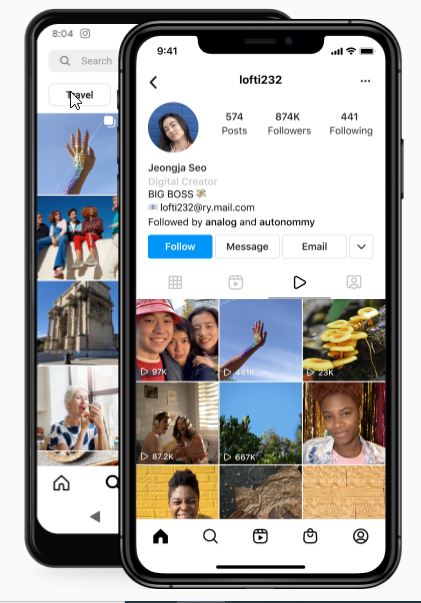 8:04
Search
Travel
9:41
lofti232
574
Posts
874K
Followers
441
Following
Jeongja Seo
Digital Creator
BIG BOSS
lofti232@ry.mail.com
Followed by analog and autonommy
Follow
Message
Email
97K
441K
23K
87.2K
667K